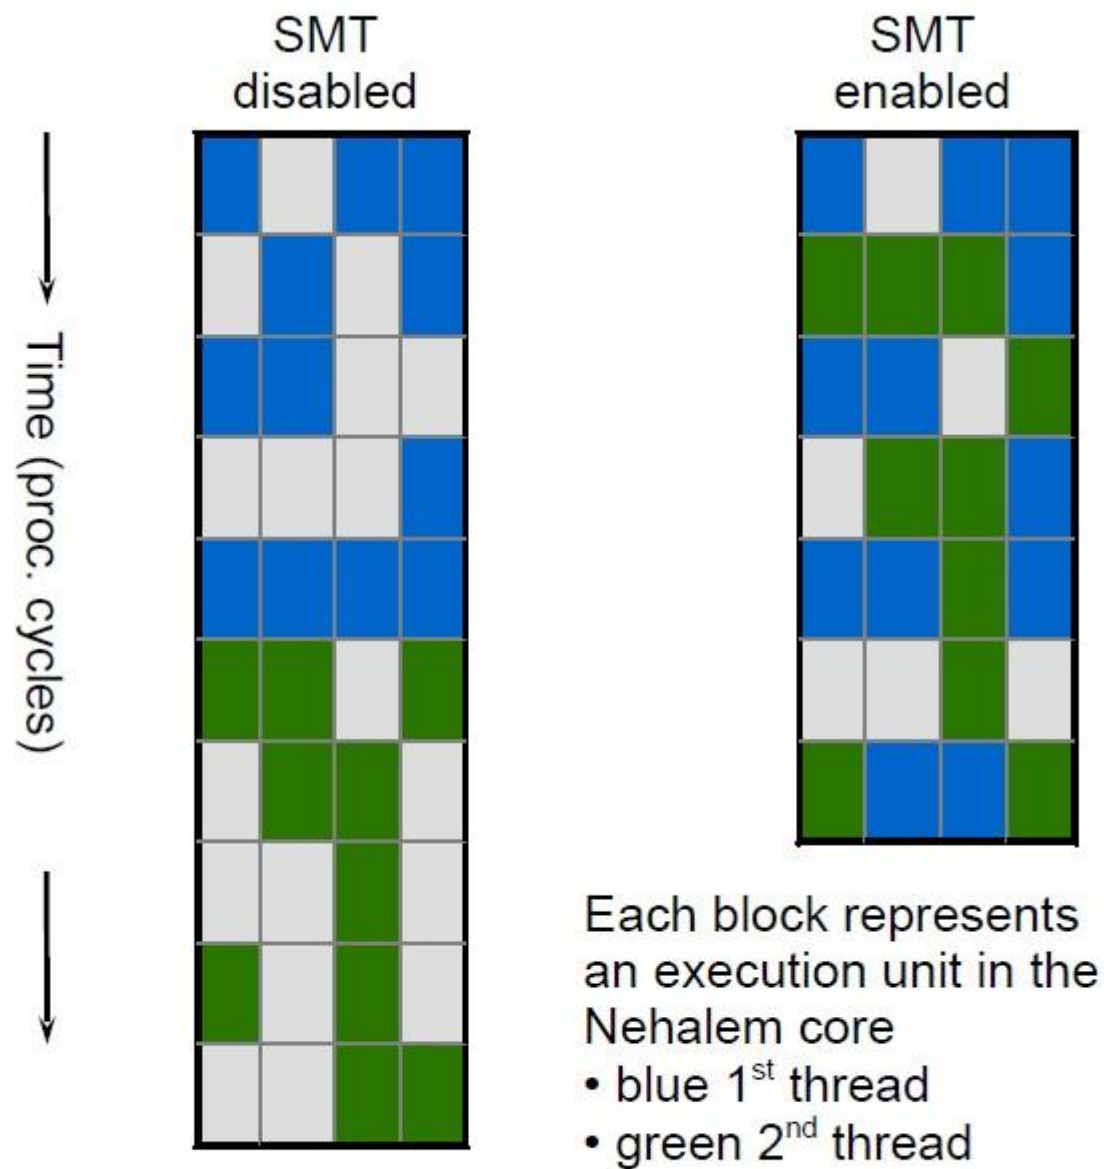 SMT
disabled
SMT
enabled
Time (proc. cycles)
Each block represents
an execution unit in the
Nehalem core
• blue 1st thread
• green 2nd thread